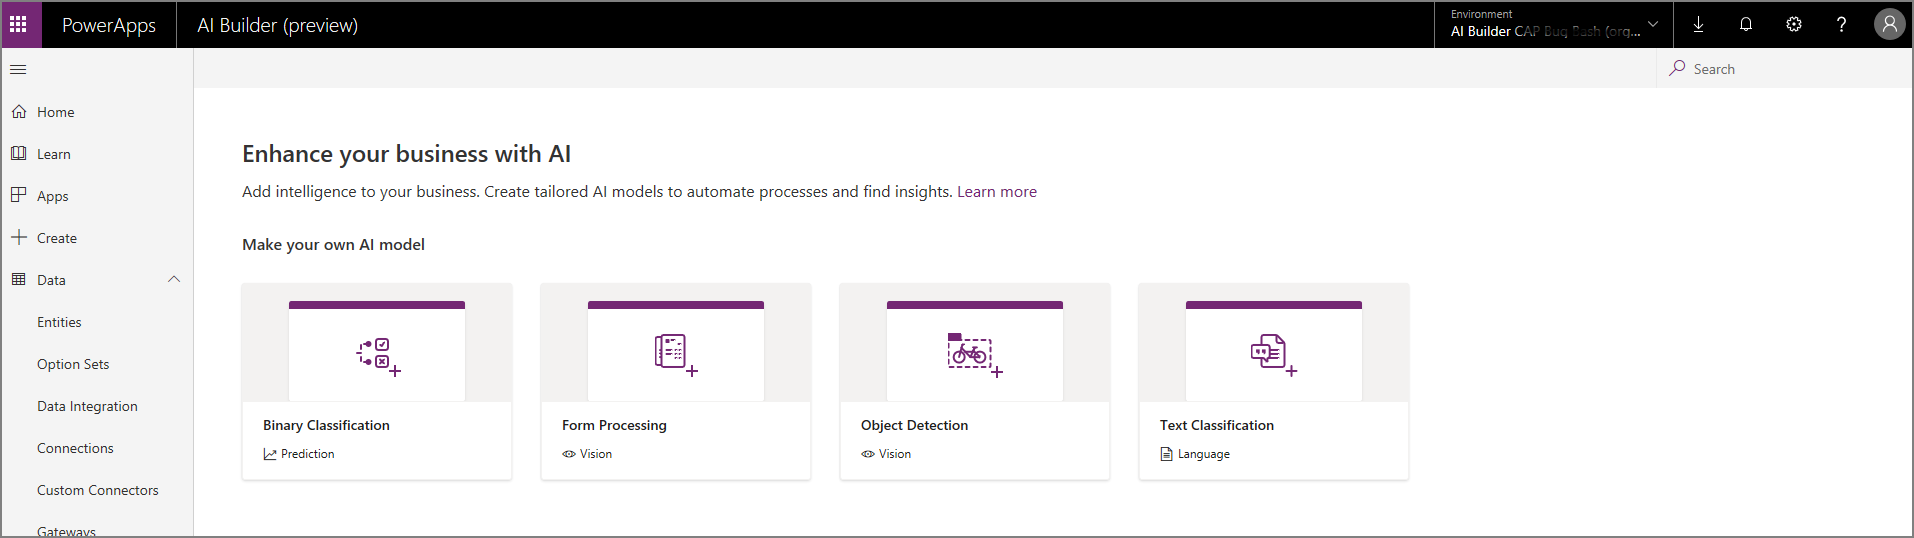 PowerApps
AI Builder (preview)
Environment
AI Builder CAP Bug Bash (org...
Search
Home
Learn
Apps
Create
Data
Entities
Option Sets
Data Integration
Connections
Custom Connectors
Gateways
Enhance your business with AI
Add intelligence to your business. Create tailored AI models to automate processes and find insights. Learn more
Make your own AI model
Binary Classification
Prediction
Form Processing
Vision
Object Detection
Vision
Text Classification
Language